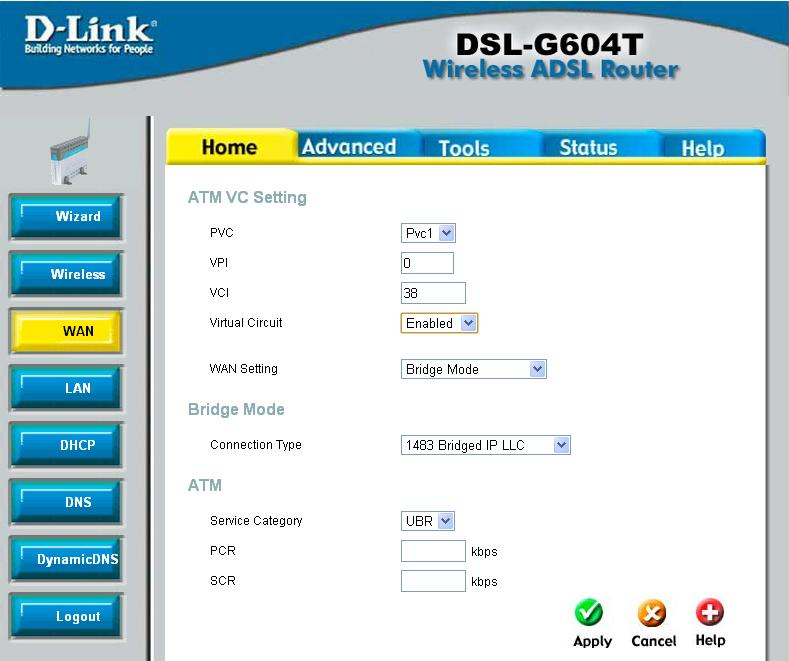 D-Link
Building Networks for People
DSL-G604T
Wireless ADSL Router
Home
Advanced
Tools
Status
Help
Wizard
Wireless
WAN
LAN
DHCP
DNS
DynamicDNS
Logout
ATM VC Setting
PVC Pvc1
VPI 0
VCI 38
Virtual Circuit Enabled
WAN Setting Bridge Mode
Bridge Mode
Connection Type 1483 Bridged IP LLC
ATM
Service Category UBR
PCR kbps
SCR kbps
Apply
Cancel
Help